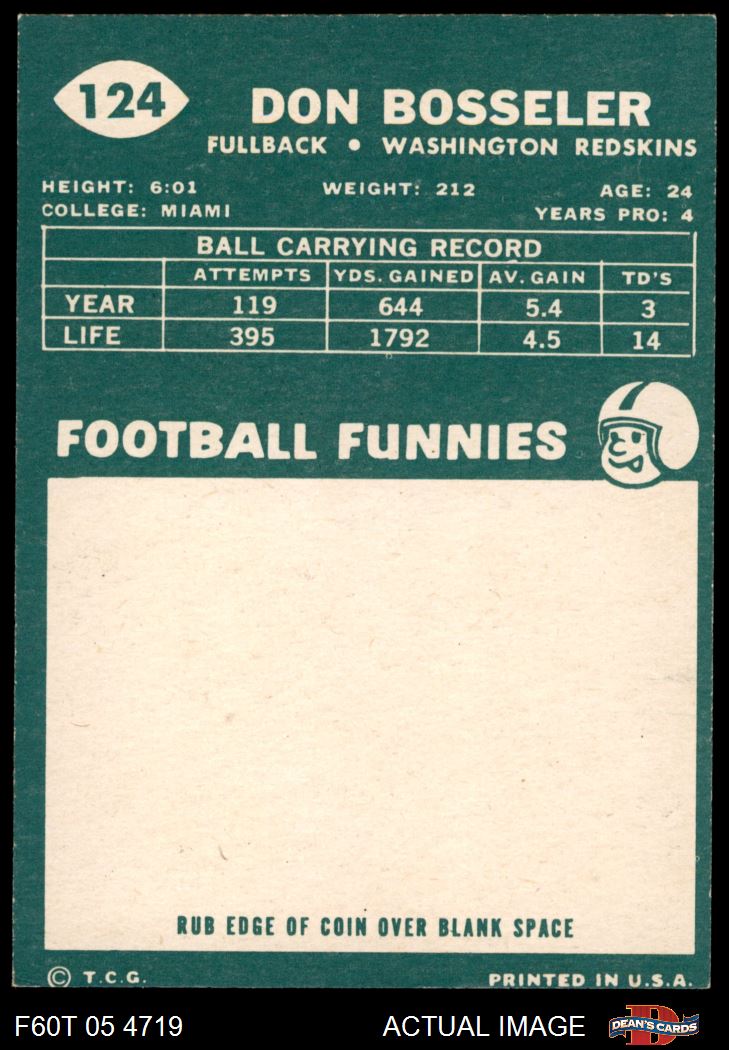 124
DON BOSSELER
FULLBACK • WASHINGTON REDSKINS
HEIGHT: 6:01 WEIGHT: 212 AGE: 24
COLLEGE: MIAMI YEARS PRO: 4
BALL CARRYING RECORD
ATTEMPTS YDS. GAINED AV. GAIN TD'S
YEAR 119 644 5.4 3
LIFE 395 1792 4.5 14
FOOTBALL FUNNIES
RUB EDGE OF COIN OVER BLANK SPACE
© T.C.G. PRINTED IN U.S.A.
F60T 05 4719 ACTUAL IMAGE D DEAN'S CARDS